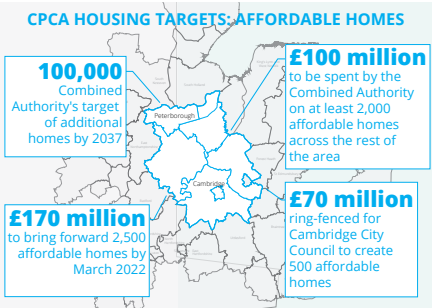 CPCA HOUSING TARGETS: AFFORDABLE HOMES
100,000
Combined
Authority's target
of additional
homes by 2037
£100 million
to be spent by the
Combined Authority
on at least 2,000
affordable homes
across the rest of
the area
Peterborough
Cambridge
£170 million
to bring forward 2,500
affordable homes by
March 2022
£70 million
ring-fenced for
Cambridge City
Council to create
500 affordable
homes